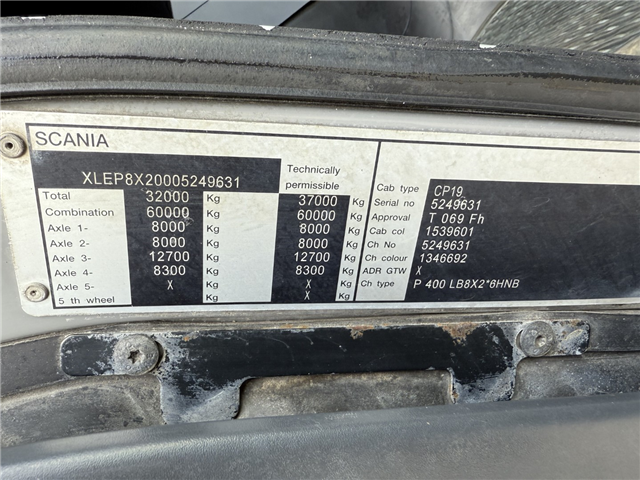 SCANIA
XLEP8X20005249631
Technically
permissible
Total 32000 Kg 37000 Kg
Combination 60000 Kg 60000 Kg
Axle 1- 8000 Kg 8000 Kg
Axle 2- 8000 Kg 8000 Kg
Axle 3- 12700 Kg 12700 Kg
Axle 4- 8300 Kg 8300 Kg
Axle 5- X Kg X Kg
5 th wheel X Kg X Kg
Cab type CP19
Serial no 5249631
Approval T 069 Fh
Cab col 1539601
Ch No 5249631
Ch colour 1346692
ADR GTW X
Ch type P 400 LB8X2*6HNB